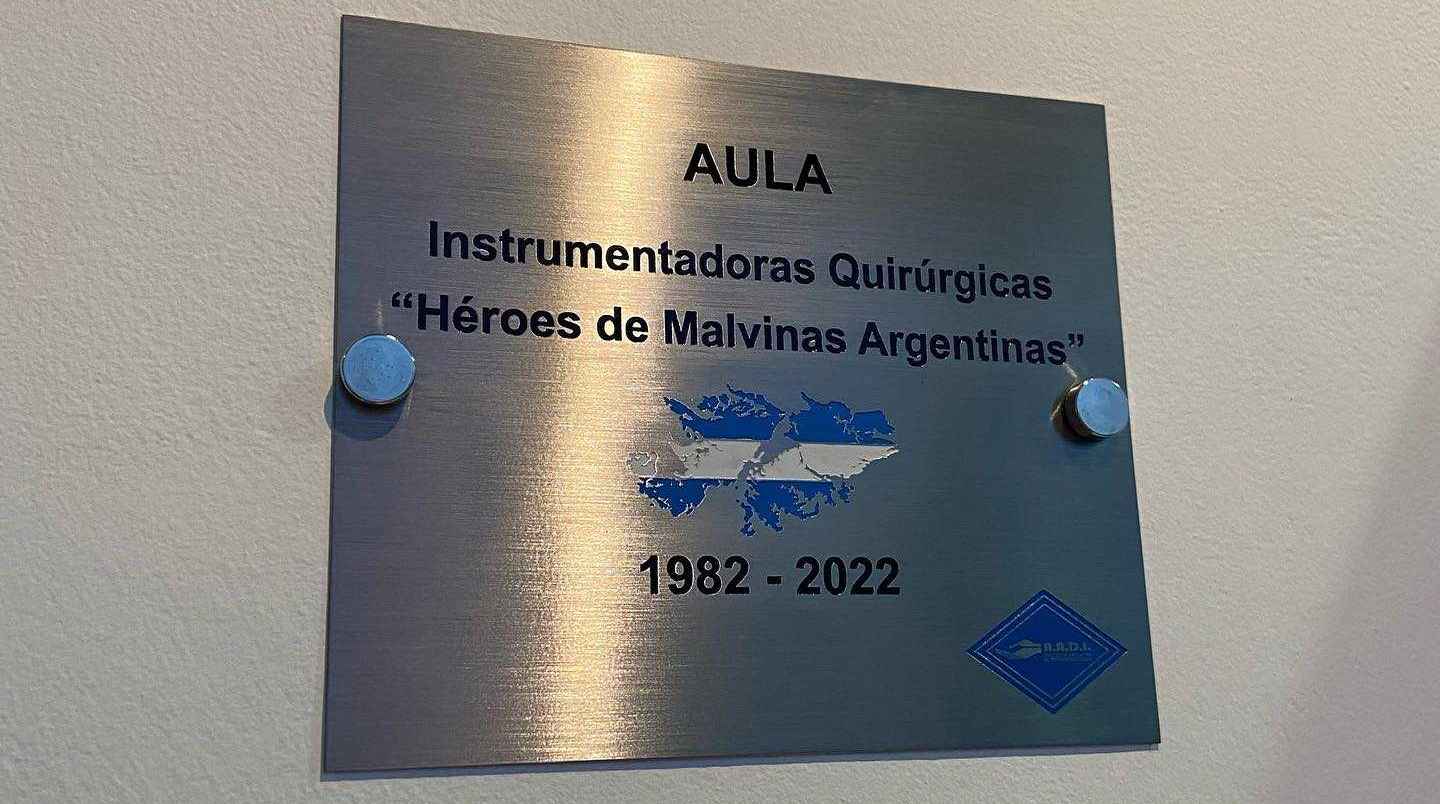 AULA
Instrumentadoras Quirúrgicas
“Héroes de Malvinas Argentinas”
1982 - 2022
A.A.D.I.